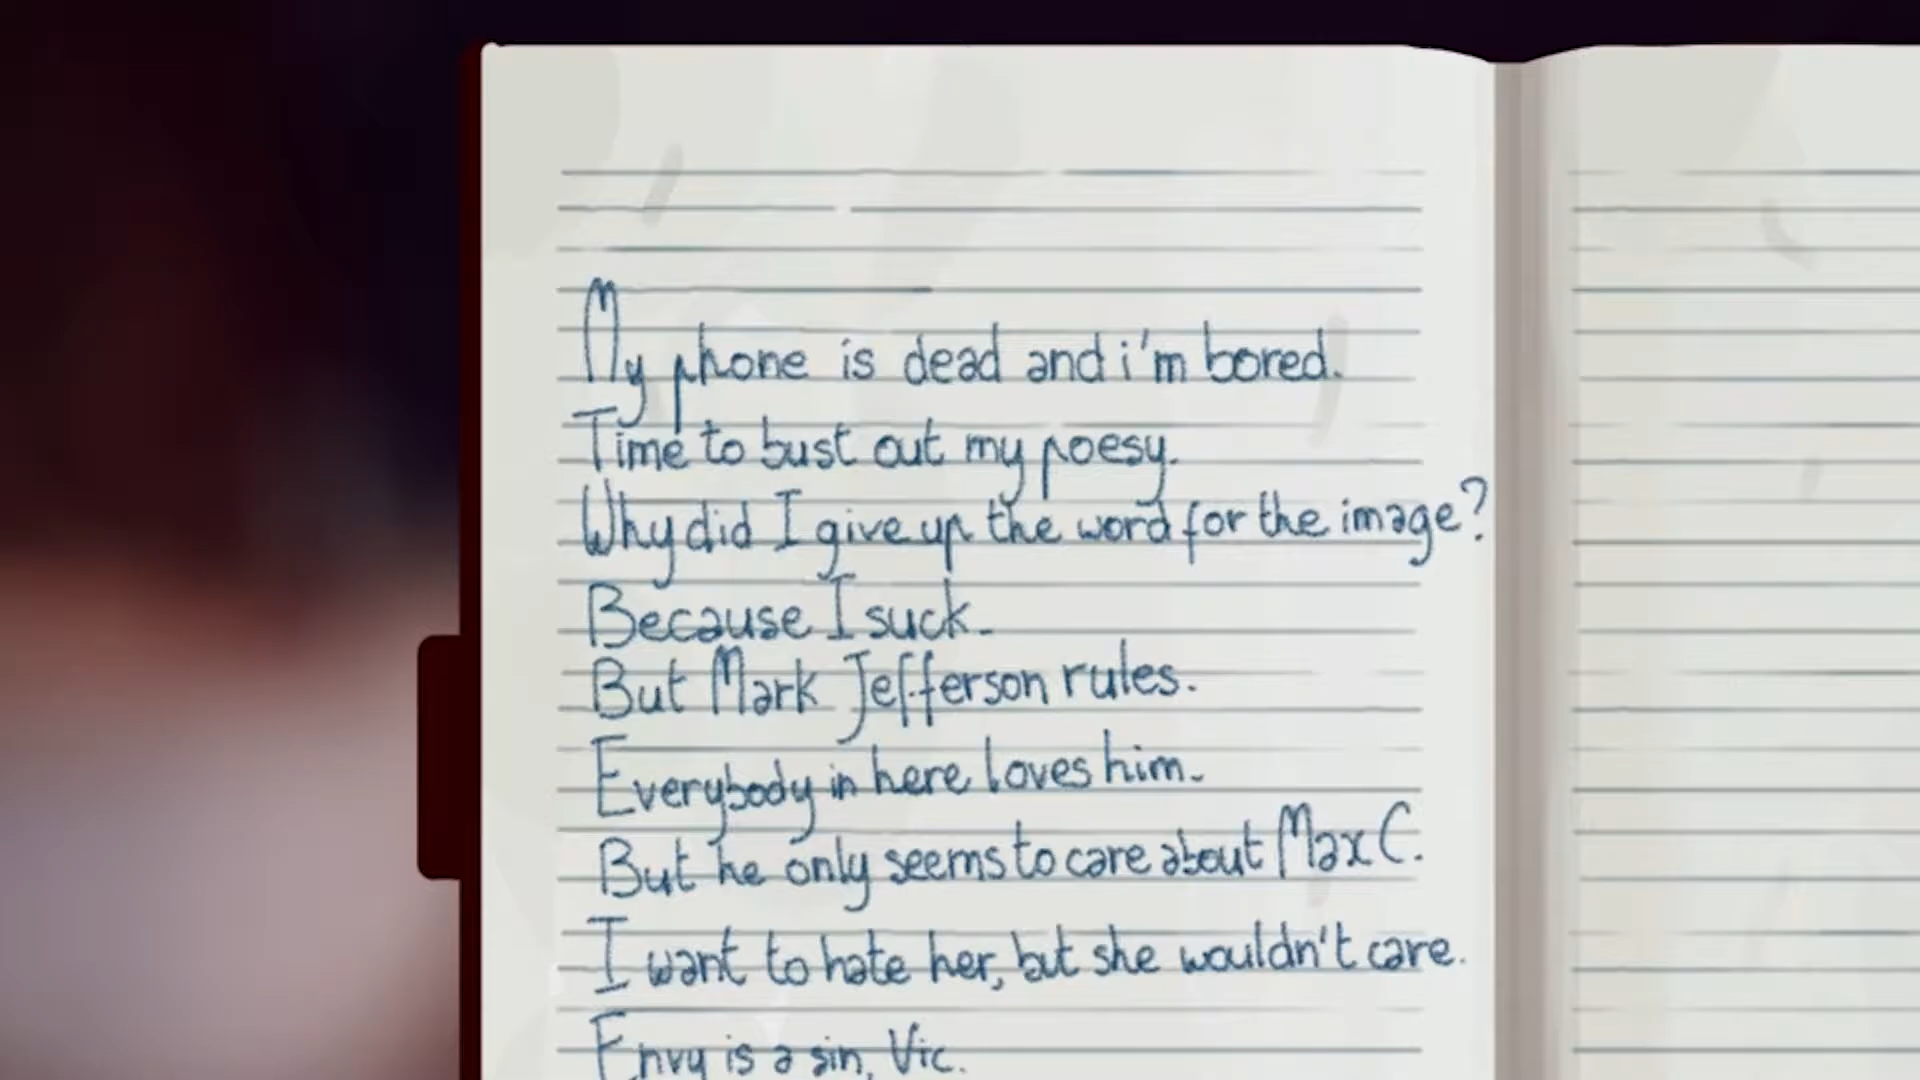 My phone is dead and i'm bored.
Time to bust out my poesy.
Why did I give up the word for the image?
Because I suck.
But Mark Jefferson rules.
Everybody in here loves him.
But he only seems to care about Max C.
I want to hate her, but she wouldn't care.
Envy is a sin, Vic.